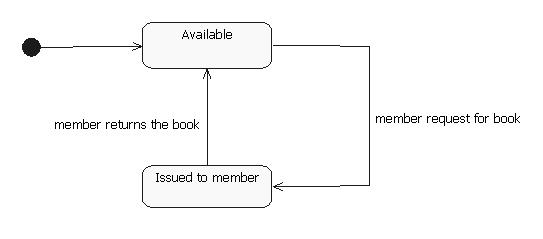 Available
member returns the book
member request for book
Issued to member